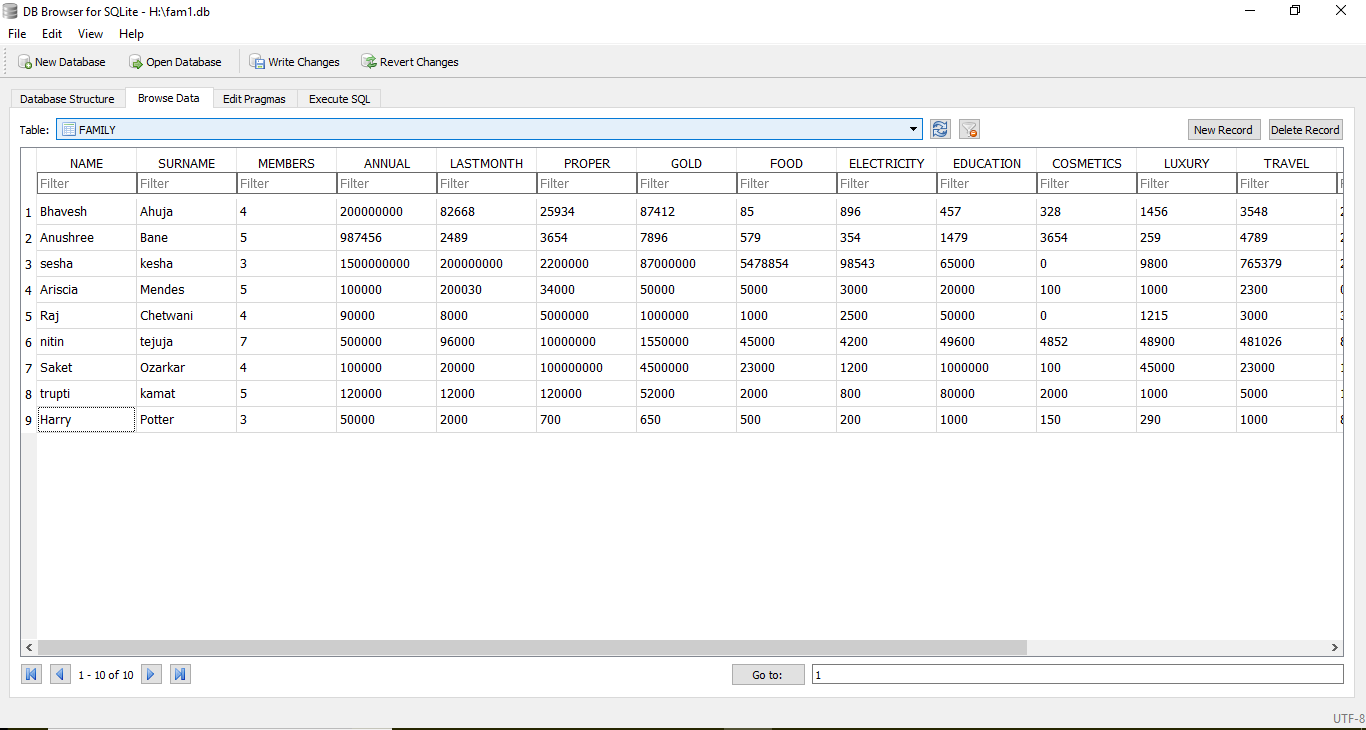 DB Browser for SQLite - H:\fam1.db
File Edit View Help
New Database Open Database Write Changes Revert Changes
Database Structure Browse Data Edit Pragmas Execute SQL
Table: FAMILY New Record Delete Record
NAME SURNAME MEMBERS ANNUAL LASTMONTH PROPER GOLD FOOD ELECTRICITY EDUCATION COSMETICS LUXURY TRAVEL
Filter Filter Filter Filter Filter Filter Filter Filter Filter Filter Filter Filter Filter
1 Bhavesh Ahuja 4 200000000 82668 25934 87412 85 896 457 328 1456 3548
2 Anushree Bane 5 987456 2489 3654 7896 579 354 1479 3654 259 4789
3 sesha kesha 3 1500000000 200000000 2200000 87000000 5478854 98543 65000 0 9800 765379
4 Ariscia Mendes 5 100000 200030 34000 50000 5000 3000 20000 100 1000 2300
5 Raj Chetwani 4 90000 8000 5000000 1000000 1000 2500 50000 0 1215 3000
6 nitin tejuja 7 500000 96000 10000000 1550000 45000 4200 49600 4852 48900 481026
7 Saket Ozarkar 4 100000 20000 100000000 4500000 23000 1200 1000000 100 45000 23000
8 trupti kamat 5 120000 12000 120000 52000 2000 800 80000 2000 1000 5000
9 Harry Potter 3 50000 2000 700 650 500 200 1000 150 290 1000
1 - 10 of 10 Go to: 1
UTF-8